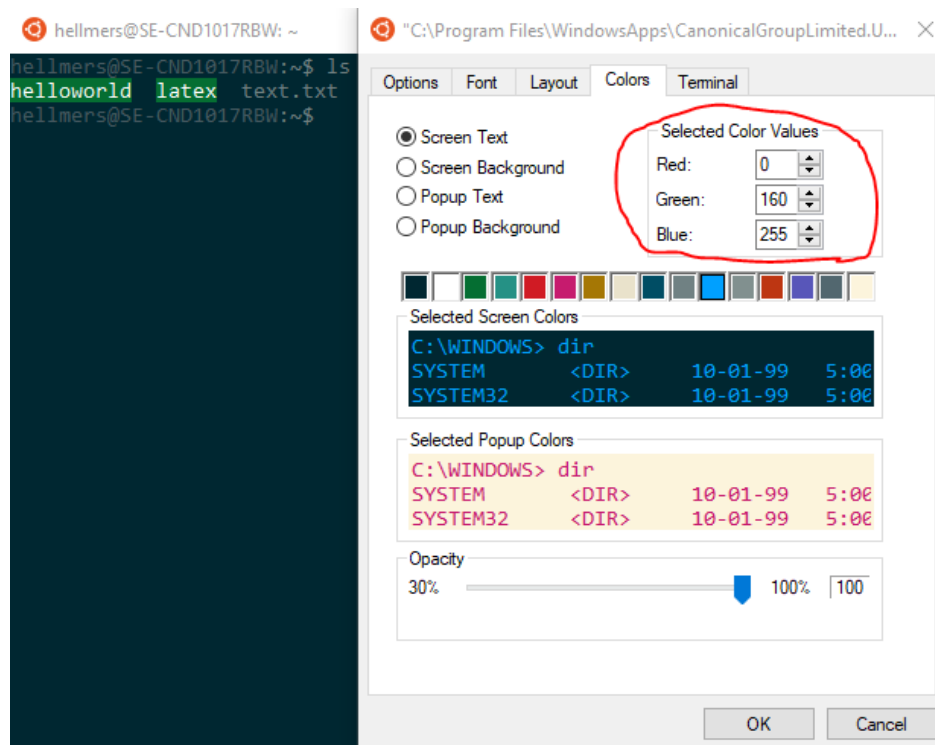 hellmers@SE-CND1017RBW: ~
hellmers@SE-CND1017RBW:~$ ls
helloworld latex text.txt
hellmers@SE-CND1017RBW:~$
"C:\Program Files\WindowsApps\CanonicalGroupLimited.U...
Options Font Layout Colors Terminal
Screen Text
Screen Background
Popup Text
Popup Background
Selected Color Values
Red: 0
Green: 160
Blue: 255
Selected Screen Colors
C:\WINDOWS> dir
SYSTEM <DIR> 10-01-99 5:00
SYSTEM32 <DIR> 10-01-99 5:00
Selected Popup Colors
C:\WINDOWS> dir
SYSTEM <DIR> 10-01-99 5:00
SYSTEM32 <DIR> 10-01-99 5:00
Opacity
30% 100% 100
OK Cancel